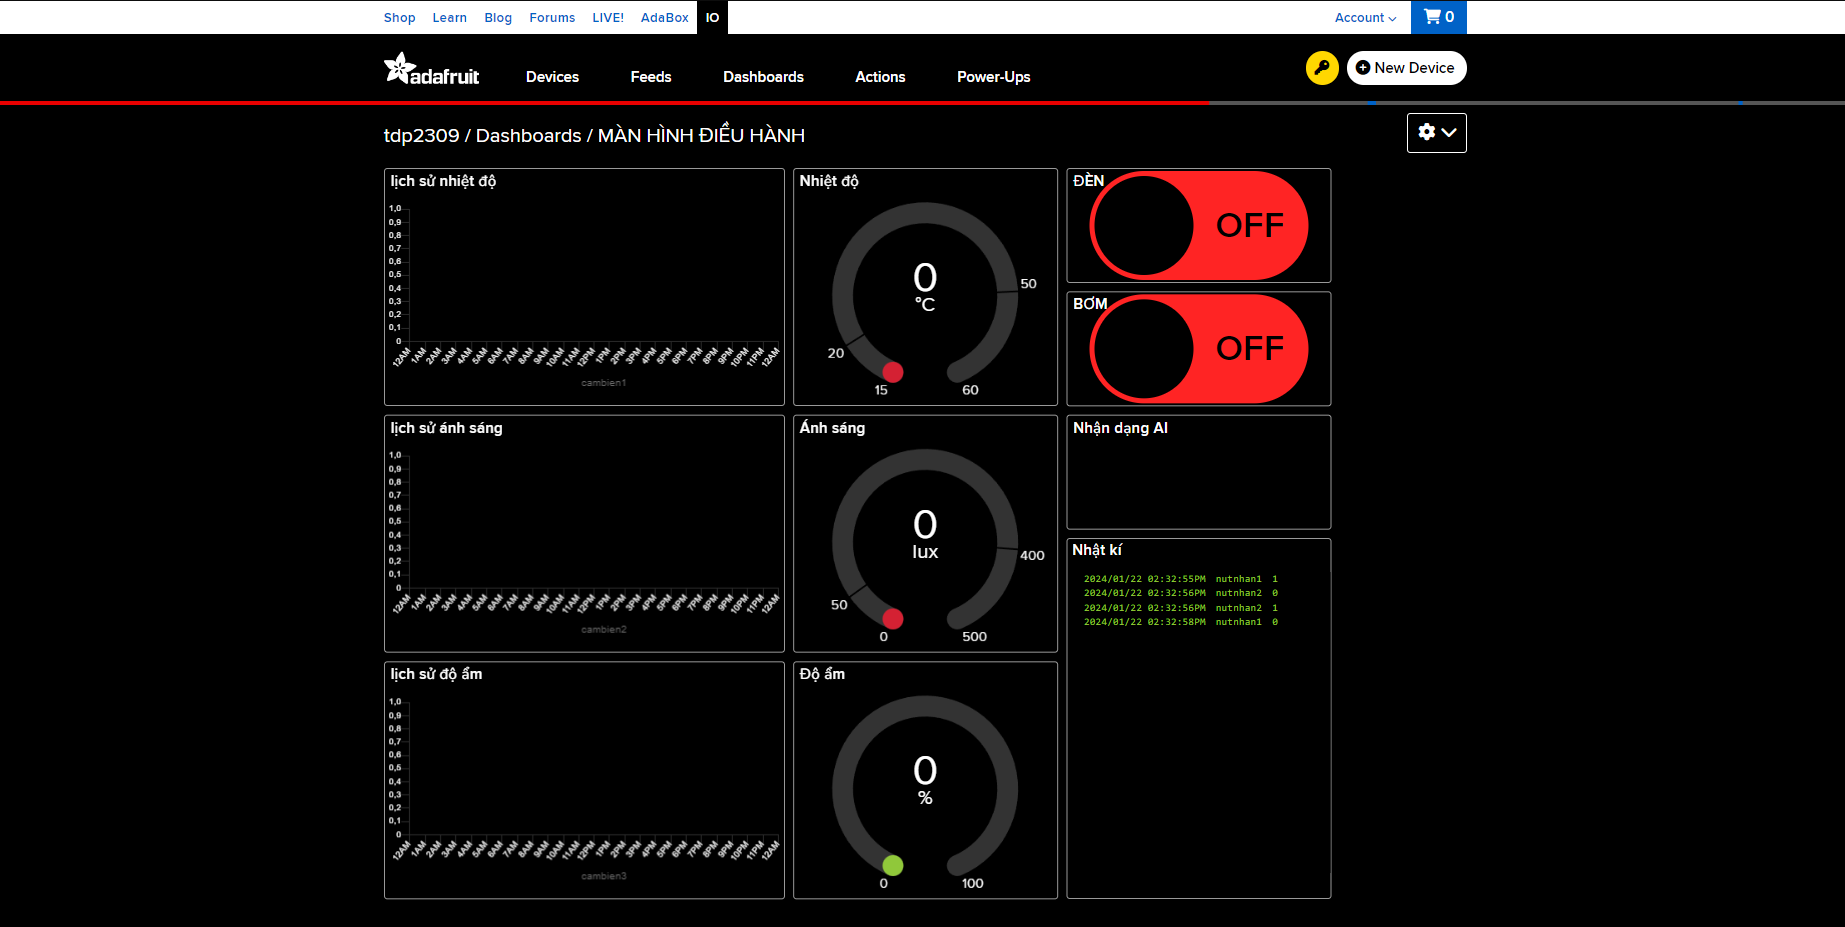 Shop Learn Blog Forums LIVE! AdaBox IO Account 0
adafruit Devices Feeds Dashboards Actions Power-Ups New Device
tdp2309 / Dashboards / MÀN HÌNH ĐIỀU HÀNH
lịch sử nhiệt độ
1,0
0,9
0,8
0,7
0,6
0,5
0,4
0,3
0,2
0,1
0
12AM 1AM 2AM 3AM 4AM 5AM 6AM 7AM 8AM 9AM 10AM 11AM 12PM 1PM 2PM 3PM 4PM 5PM 6PM 7PM 8PM 9PM 10PM 11PM 12AM
cambien1
Nhiệt độ
0
°C
50
20
15 60
ĐÈN
OFF
BƠM
OFF
lịch sử ánh sáng
1,0
0,9
0,8
0,7
0,6
0,5
0,4
0,3
0,2
0,1
0
12AM 1AM 2AM 3AM 4AM 5AM 6AM 7AM 8AM 9AM 10AM 11AM 12PM 1PM 2PM 3PM 4PM 5PM 6PM 7PM 8PM 9PM 10PM 11PM 12AM
cambien2
Ánh sáng
0
lux
400
50
0 500
Nhận dạng AI
Nhật kí
2024/01/22 02:32:55PM nutnhan1 1
2024/01/22 02:32:56PM nutnhan2 0
2024/01/22 02:32:56PM nutnhan2 1
2024/01/22 02:32:58PM nutnhan1 0
lịch sử độ ẩm
1,0
0,9
0,8
0,7
0,6
0,5
0,4
0,3
0,2
0,1
0
12AM 1AM 2AM 3AM 4AM 5AM 6AM 7AM 8AM 9AM 10AM 11AM 12PM 1PM 2PM 3PM 4PM 5PM 6PM 7PM 8PM 9PM 10PM 11PM 12AM
cambien3
Độ ẩm
0
%
0 100